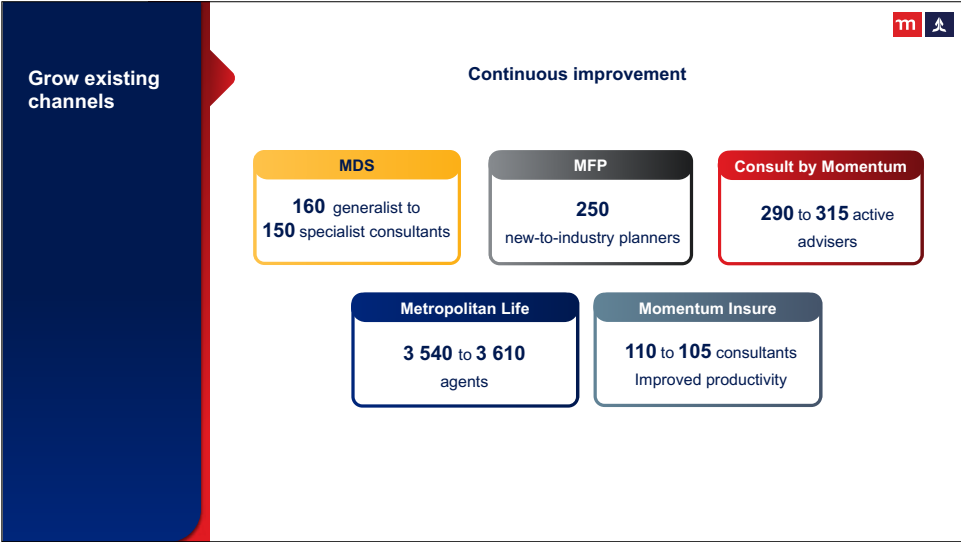 Grow existing
channels
m
Continuous improvement
MDS
160 generalist to
150 specialist consultants
MFP
250
new-to-industry planners
Consult by Momentum
290 to 315 active
advisers
Metropolitan Life
3 540 to 3 610
agents
Momentum Insure
110 to 105 consultants
Improved productivity